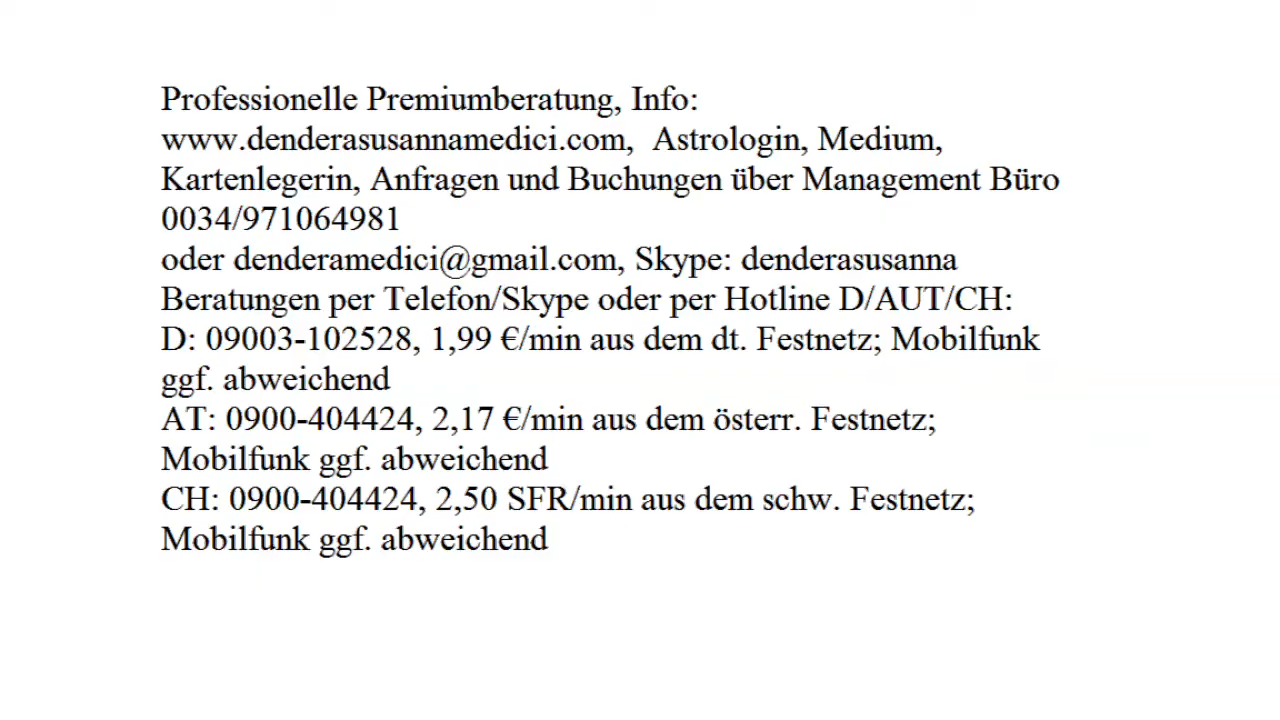 Professionelle Premiumberatung, Info:
www.denderasusannamedici.com,  Astrologin, Medium,
Kartenlegerin, Anfragen und Buchungen über Management Büro
0034/971064981
oder denderamedici@gmail.com, Skype: denderasusanna
Beratungen per Telefon/Skype oder per Hotline D/AUT/CH:
D: 09003-102528, 1,99 €/min aus dem dt. Festnetz; Mobilfunk
ggf. abweichend
AT: 0900-404424, 2,17 €/min aus dem österr. Festnetz;
Mobilfunk ggf. abweichend
CH: 0900-404424, 2,50 SFR/min aus dem schw. Festnetz;
Mobilfunk ggf. abweichend